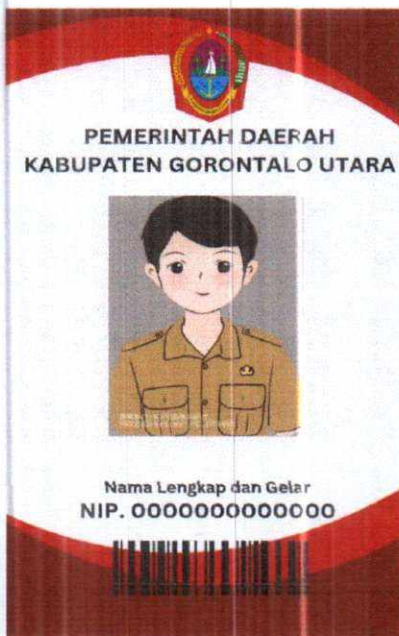 PEMERINTAH DAERAH
KABUPATEN GORONTALO UTARA
Nama Lengkap dan Gelar
NIP. 0000000000000